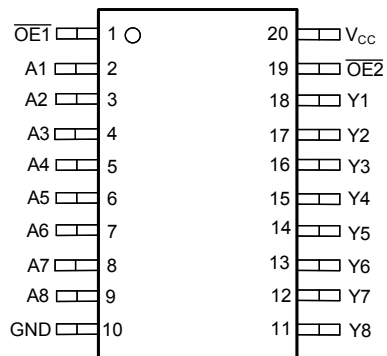 OE1 1 20 VCC
A1 2 19 OE2
A2 3 18 Y1
A3 4 17 Y2
A4 5 16 Y3
A5 6 15 Y4
A6 7 14 Y5
A7 8 13 Y6
A8 9 12 Y7
GND 10 11 Y8